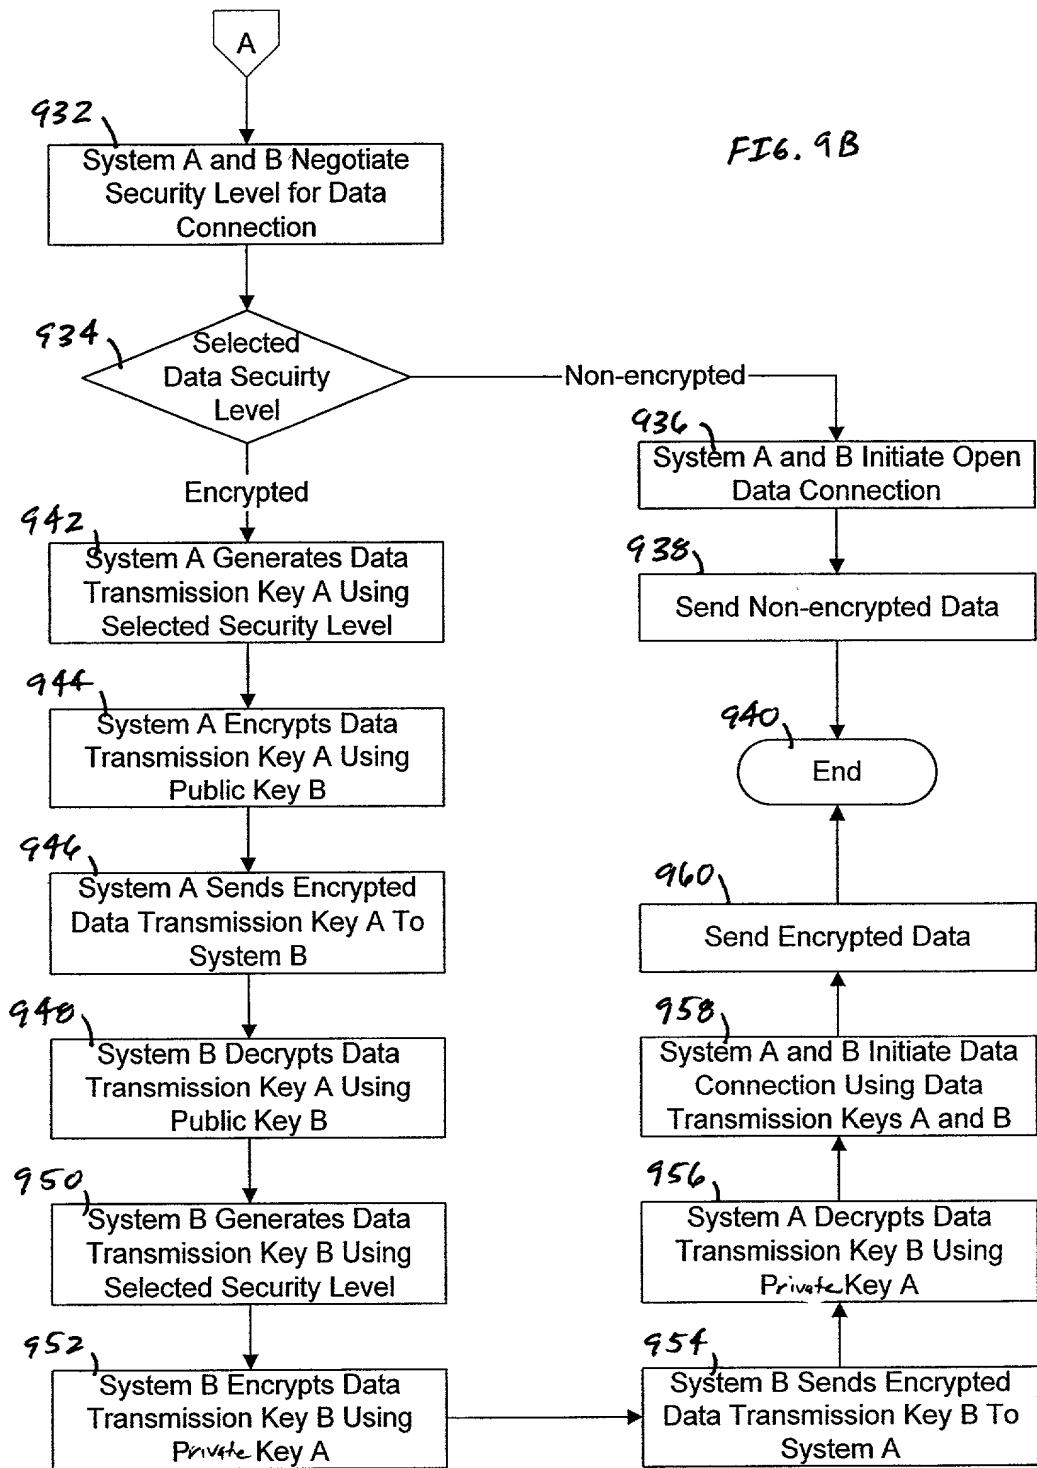 A
932
System A and B Negotiate
Security Level for Data
Connection
FIG. 9B
934
Selected
Data Secuirty
Level
Non-encrypted
Encrypted
936
System A and B Initiate Open
Data Connection
938
Send Non-encrypted Data
940
End
942
System A Generates Data
Transmission Key A Using
Selected Security Level
944
System A Encrypts Data
Transmission Key A Using
Public Key B
946
System A Sends Encrypted
Data Transmission Key A To
System B
948
System B Decrypts Data
Transmission Key A Using
Public Key B
950
System B Generates Data
Transmission Key B Using
Selected Security Level
952
System B Encrypts Data
Transmission Key B Using
Private Key A
954
System B Sends Encrypted
Data Transmission Key B To
System A
956
System A Decrypts Data
Transmission Key B Using
Private Key A
958
System A and B Initiate Data
Connection Using Data
Transmission Keys A and B
960
Send Encrypted Data